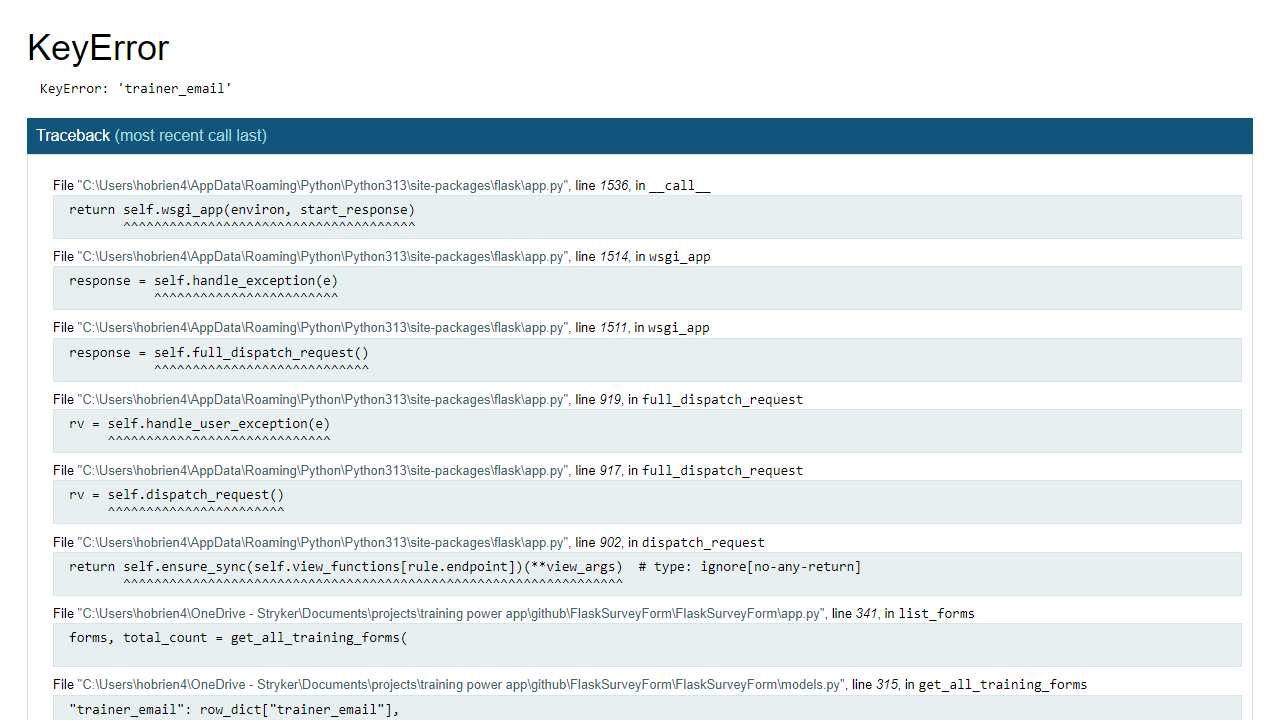 KeyError
KeyError: 'trainer_email'
Traceback (most recent call last)
File "C:\Users\hobrien4\AppData\Roaming\Python\Python313\site-packages\flask\app.py", line 1536, in __call__
return self.wsgi_app(environ, start_response)
^^^^^^^^^^^^^^^^^^^^^^^^^^^^^^^^^^^^^^
File "C:\Users\hobrien4\AppData\Roaming\Python\Python313\site-packages\flask\app.py", line 1514, in wsgi_app
response = self.handle_exception(e)
^^^^^^^^^^^^^^^^^^^^^^^^
File "C:\Users\hobrien4\AppData\Roaming\Python\Python313\site-packages\flask\app.py", line 1511, in wsgi_app
response = self.full_dispatch_request()
^^^^^^^^^^^^^^^^^^^^^^^^^^^^
File "C:\Users\hobrien4\AppData\Roaming\Python\Python313\site-packages\flask\app.py", line 919, in full_dispatch_request
rv = self.handle_user_exception(e)
^^^^^^^^^^^^^^^^^^^^^^^^^^^^^
File "C:\Users\hobrien4\AppData\Roaming\Python\Python313\site-packages\flask\app.py", line 917, in full_dispatch_request
rv = self.dispatch_request()
^^^^^^^^^^^^^^^^^^^^^^^
File "C:\Users\hobrien4\AppData\Roaming\Python\Python313\site-packages\flask\app.py", line 902, in dispatch_request
return self.ensure_sync(self.view_functions[rule.endpoint])(**view_args)  # type: ignore[no-any-return]
^^^^^^^^^^^^^^^^^^^^^^^^^^^^^^^^^^^^^^^^^^^^^^^^^^^^^^^^^^^^^^^^^
File "C:\Users\hobrien4\OneDrive - Stryker\Documents\projects\training power app\github\FlaskSurveyForm\FlaskSurveyForm\app.py", line 341, in list_forms
forms, total_count = get_all_training_forms(
File "C:\Users\hobrien4\OneDrive - Stryker\Documents\projects\training power app\github\FlaskSurveyForm\FlaskSurveyForm\models.py", line 315, in get_all_training_forms
"trainer_email": row_dict["trainer_email"],